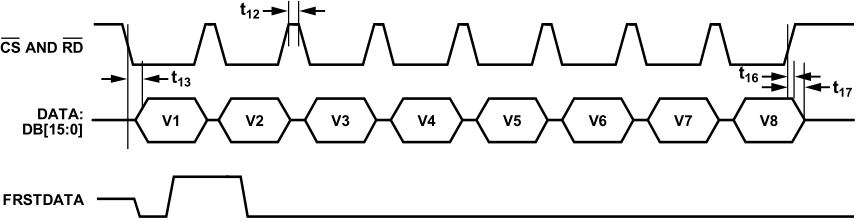 t12
CS AND RD
t13
t16
t17
DATA:
DB[15:0]
V1 V2 V3 V4 V5 V6 V7 V8
FRSTDATA